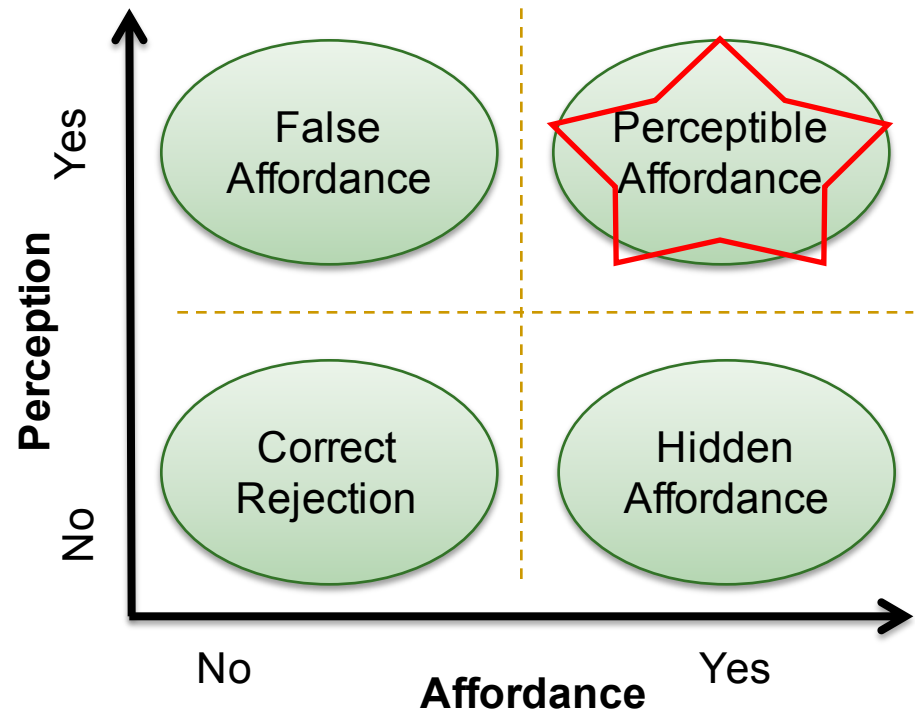 Perception
Yes
No
False
Affordance
Perceptible
Affordance
Correct
Rejection
Hidden
Affordance
No
Yes
Affordance